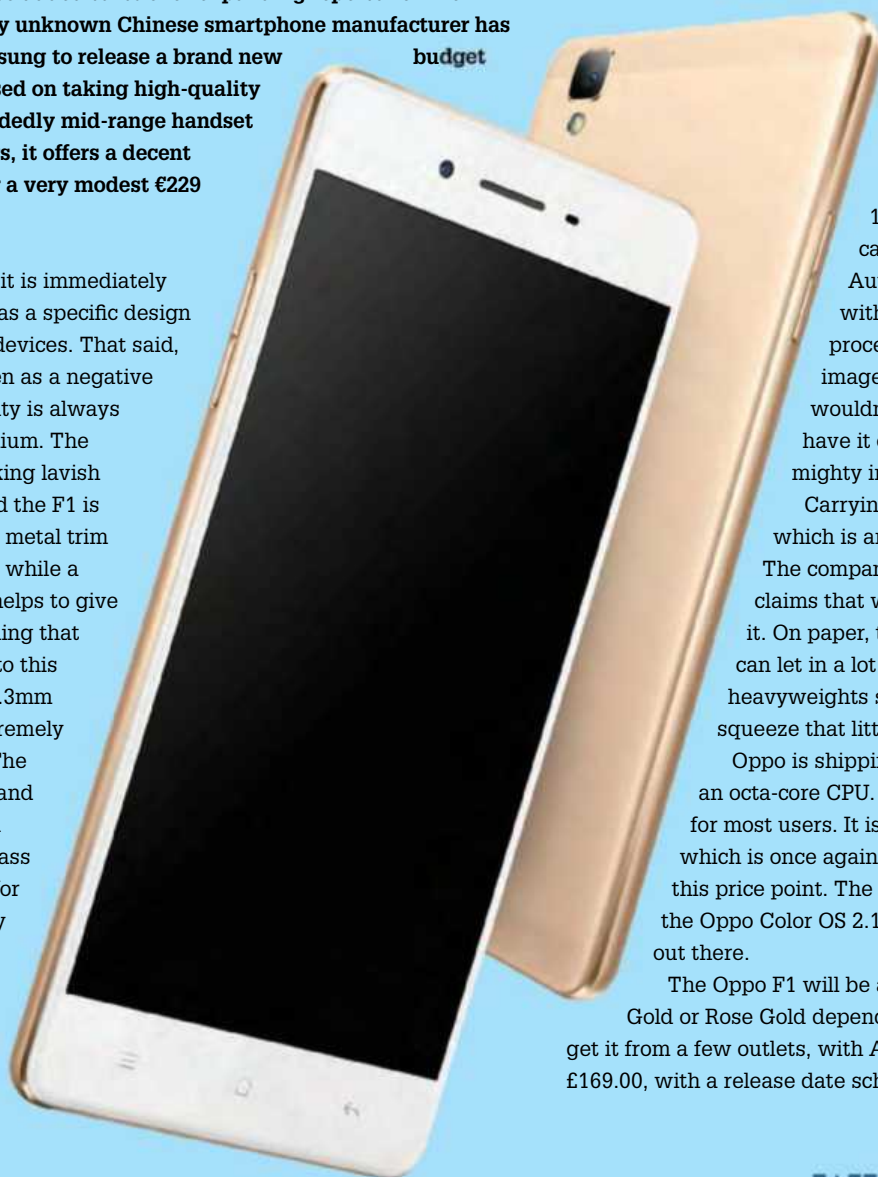 y unknown Chinese smartphone manufacturer has
sung to release a brand new budget
sed on taking high-quality
dedly mid-range handset
s, it offers a decent
a very modest €229
it is immediately
as a specific design
devices. That said,
en as a negative
ity is always
ium. The
king lavish
d the F1 is
metal trim
while a
helps to give
ning that
to this
.3mm
remely
The
and
ass
for
y
1
ca
Au
with
proce
image
wouldn
have it
mighty in
Carryin
which is a
The compan
claims that w
it. On paper, t
can let in a lot
heavyweights s
squeeze that litt
Oppo is shippi
an octa-core CPU.
for most users. It is
which is once again
this price point. The
the Oppo Color OS 2.1
out there.
The Oppo F1 will be a
Gold or Rose Gold depend
get it from a few outlets, with A
£169.00, with a release date sch